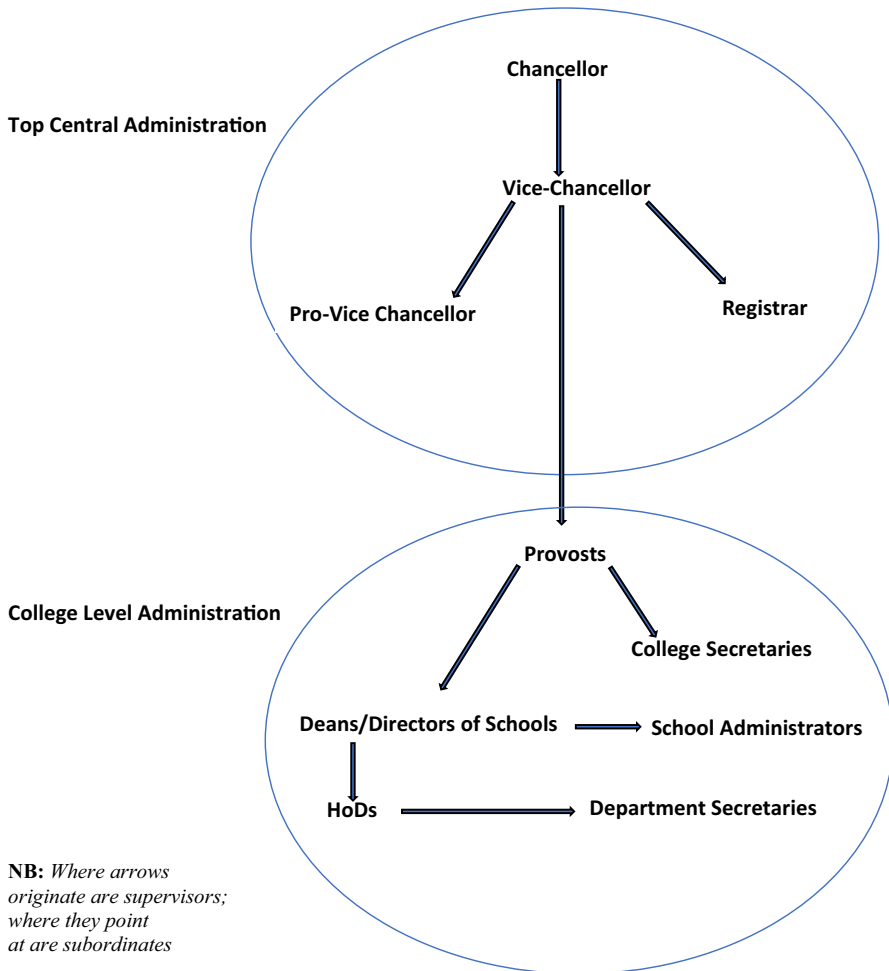 Chancellor
Top Central Administration
Vice-Chancellor
Pro-Vice Chancellor
Registrar
Provosts
College Level Administration
College Secretaries
Deans/Directors of Schools
School Administrators
HoDs
Department Secretaries
NB: Where arrows
originate are supervisors;
where they point
at are subordinates